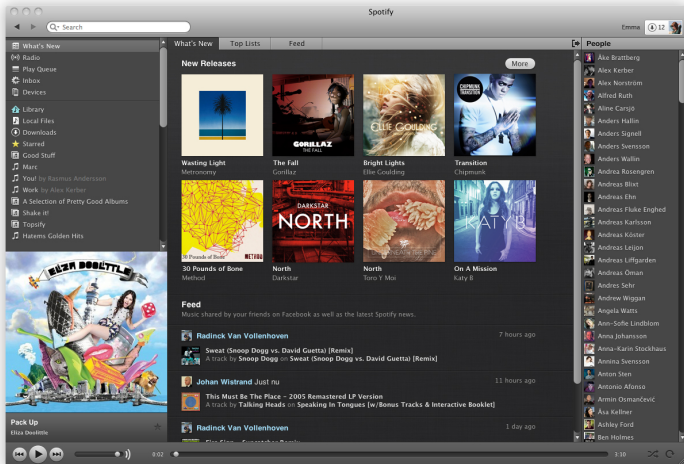 Spotify
Search
Emma
12
What's New
Radio
Play Queue
Inbox
Devices
Library
Local Files
Downloads
Starred
Good Stuff
Marc
You! by Rasmus Andersson
Work by Alex Kerber
A Selection of Pretty Good Albums
Shake it!
Topsify
Hatems Golden Hits
ELIZA DOOLITTLE
Pack Up
Eliza Doolittle
What's New
Top Lists
Feed
New Releases
More
GORILLAZ
THE FALL
ELLIE GOULDING
CHIPMUNK
TRANSITION
Wasting Light
Metronomy
The Fall
Gorillaz
Bright Lights
Ellie Goulding
Transition
Chipmunk
30 Pounds of Bone
METHOD
DARKSTAR
NORTH
KATY B
30 Pounds of Bone
Method
North
Darkstar
North
Toro Y Moi
On A Mission
Katy B
Feed
Music shared by your friends on Facebook as well as the latest Spotify news.
Radinck Van Vollenhoven
7 hours ago
Sweat (Snoop Dogg vs. David Guetta) [Remix]
A track by Snoop Dogg on Sweat (Snoop Dogg vs. David Guetta) [Remix]
Johan Wistrand Just nu
11 hours ago
This Must Be The Place - 2005 Remastered LP Version
A track by Talking Heads on Speaking In Tongues [w/Bonus Tracks & Interactive Booklet]
Radinck Van Vollenhoven
1 day ago
People
Åke Brattberg
Alex Kerber
Alex Norström
Alfred Ruth
Aline Carsjö
Anders Hallin
Anders Signell
Anders Svensson
Anders Wallin
Andrea Rosengren
Andreas Blixt
Andreas Ehn
Andreas Fluke Enghed
Andreas Karlsson
Andreas Köster
Andreas Leijon
Andreas Liffgarden
Andreas Öman
Andres Sehr
Andrew Wiggan
Angela Watts
Ann-Sofie Lindblom
Anna Johansson
Anna-Karin Stockhaus
Annina Svensson
Anton Sten
Antonio Afonso
Armin Osmančević
Åsa Kellner
Ashley Ford
Ben Holmes
0:02
3:10